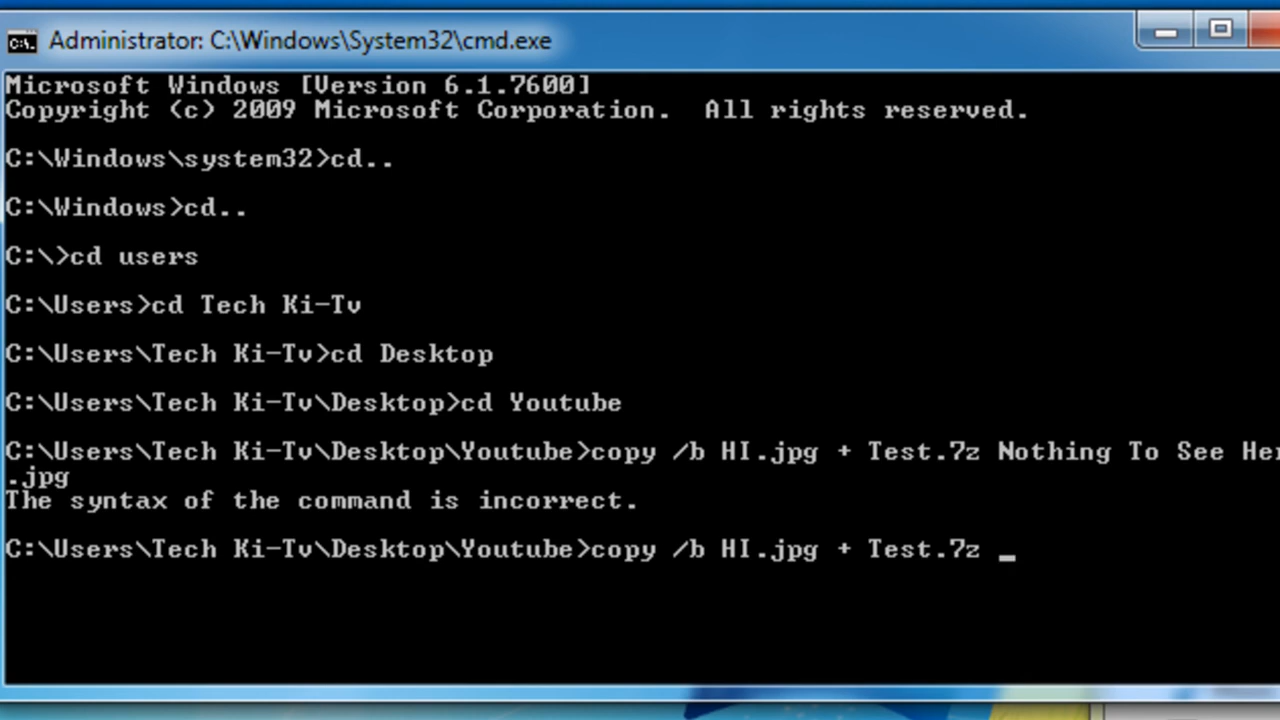 Administrator: C:\Windows\System32\cmd.exe
Microsoft Windows [Version 6.1.7600]
Copyright (c) 2009 Microsoft Corporation.  All rights reserved.
C:\Windows\system32>cd..
C:\Windows>cd..
C:\>cd users
C:\Users>cd Tech Ki-Tv
C:\Users\Tech Ki-Tv>cd Desktop
C:\Users\Tech Ki-Tv\Desktop>cd Youtube
C:\Users\Tech Ki-Tv\Desktop\Youtube>copy /b HI.jpg + Test.7z Nothing To See
.jpg
The syntax of the command is incorrect.
C:\Users\Tech Ki-Tv\Desktop\Youtube>copy /b HI.jpg + Test.7z _